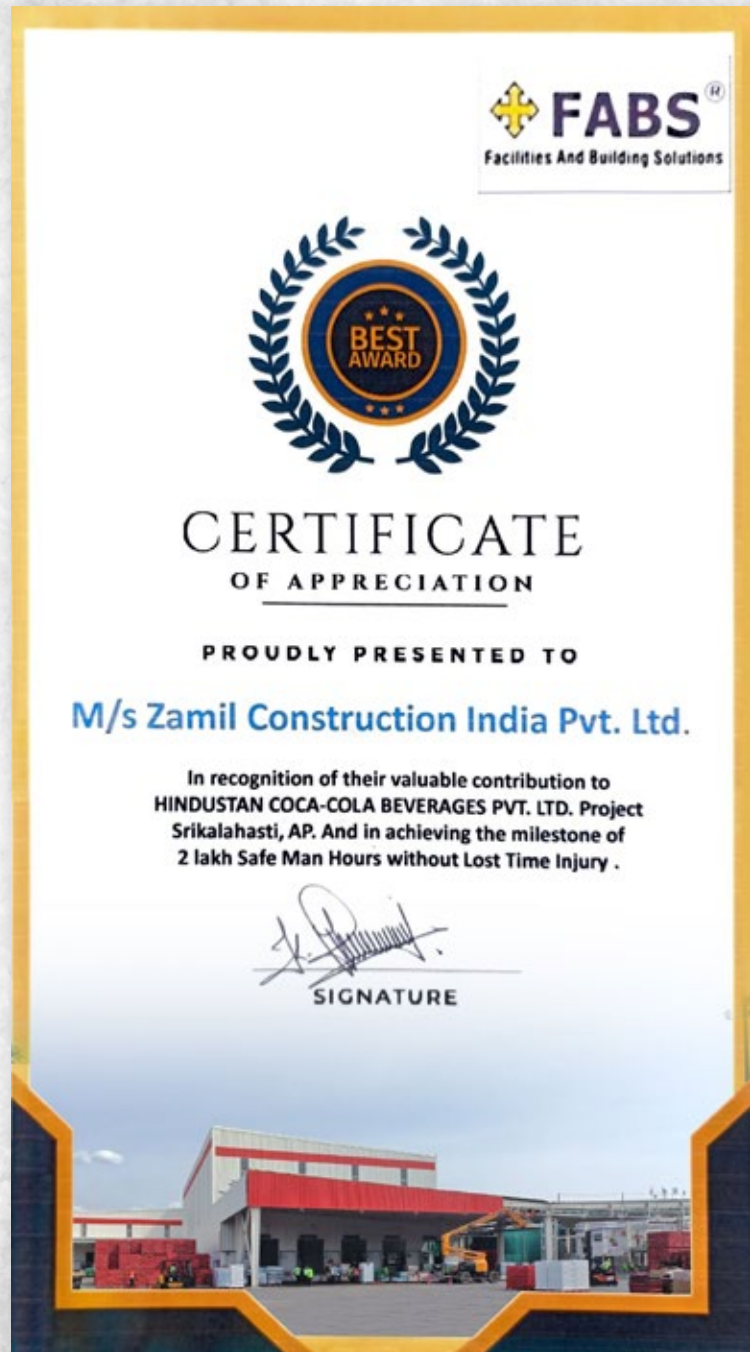 FABS®
Facilities And Building Solutions
BEST
AWARD
CERTIFICATE
OF APPRECIATION
PROUDLY PRESENTED TO
M/s Zamil Construction India Pvt. Ltd.
In recognition of their valuable contribution to
HINDUSTAN COCA-COLA BEVERAGES PVT. LTD. Project
Srikalahasti, AP. And in achieving the milestone of
2 lakh Safe Man Hours without Lost Time Injury .
SIGNATURE